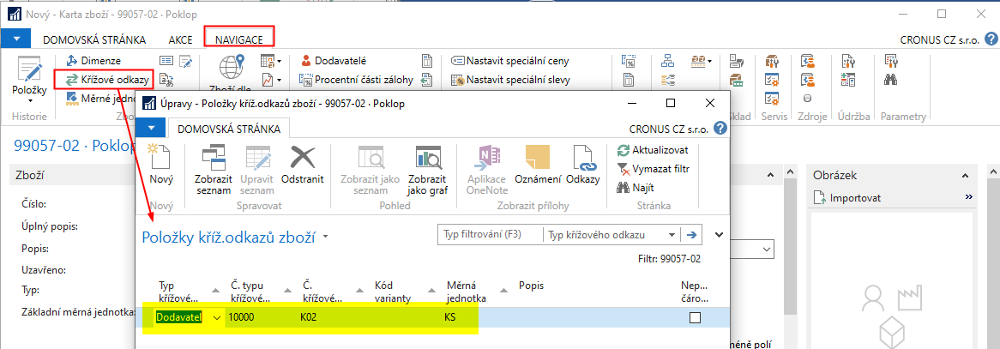 Nový - Karta zboží - 99057-02 · Poklop
DOMOVSKÁ STRÁNKA AKCE NAVIGACE CRONUS CZ s.r.o.
Položky
Historie
Dimenze
Křížové odkazy
Měrné jedno
Zboží dle
Dodavatelé
Procentní části zálohy
Nastavit speciální ceny
Nastavit speciální slevy
Zbo
klad
Servis
Zdroje
Údržba
Parametry
99057-02 · Poklop
Zboží
Číslo:
Úplný popis:
Popis:
Uzavřeno:
Typ:
Základní měrná jednotka:
Obrázek
Importovat
méně polí
Úpravy - Položky kříž.odkazů zboží - 99057-02 · Poklop
DOMOVSKÁ STRÁNKA CRONUS CZ s.r.o.
Nový
Nový
Zobrazit seznam
Upravit seznam
Odstranit
Spravovat
Zobrazit jako seznam
Zobrazit jako graf
Pohled
Aplikace OneNote
Oznámení
Odkazy
Zobrazit přílohy
Aktualizovat
Vymazat filtr
Najít
Stránka
Položky kříž.odkazů zboží
Typ filtrování (F3) Typ křížového odkazu
Filtr: 99057-02
Typ křížové...
Č. typu křížové...
Č. křížové...
Kód varianty
Měrná jednotka
Popis
Nep... čáro...
Dodavatel 10000 K02 KS